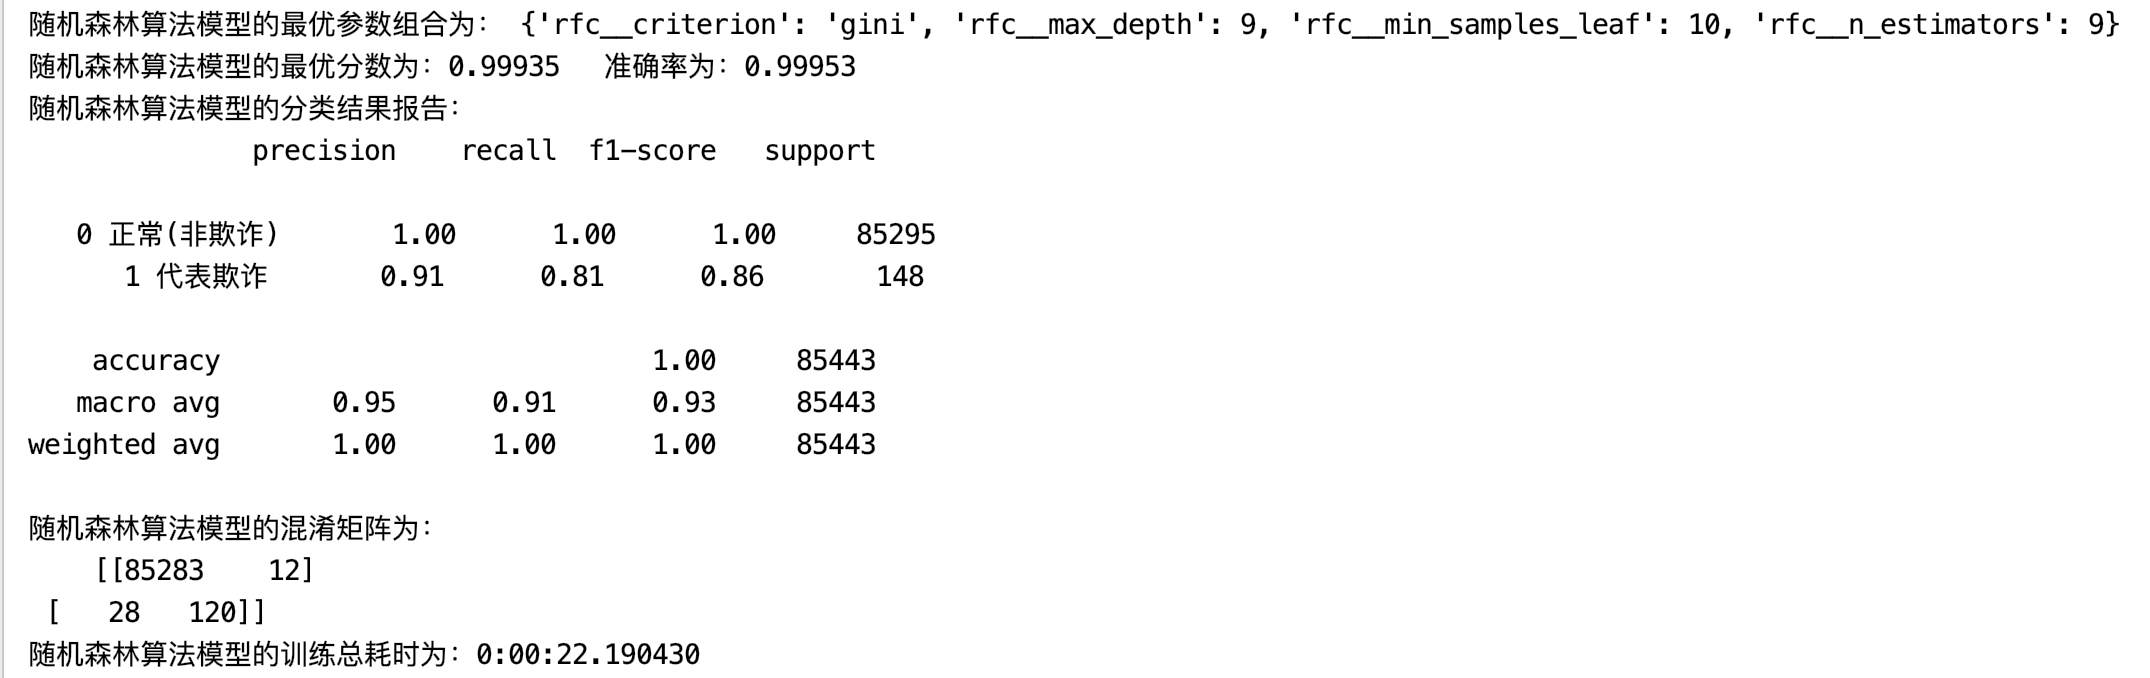 随机森林算法模型的最优参数组合为： {'rfc__criterion': 'gini', 'rfc__max_depth': 9, 'rfc__min_samples_leaf': 10, 'rfc__n_estimators': 9}
随机森林算法模型的最优分数为：0.99935   准确率为：0.99953
随机森林算法模型的分类结果报告：
precision    recall  f1-score   support
0 正常(非欺诈)       1.00      1.00      1.00     85295
1 代表欺诈       0.91      0.81      0.86       148
accuracy                           1.00     85443
macro avg       0.95      0.91      0.93     85443
weighted avg       1.00      1.00      1.00     85443
随机森林算法模型的混淆矩阵为：
[[85283    12]
[   28   120]]
随机森林算法模型的训练总耗时为：0:00:22.190430